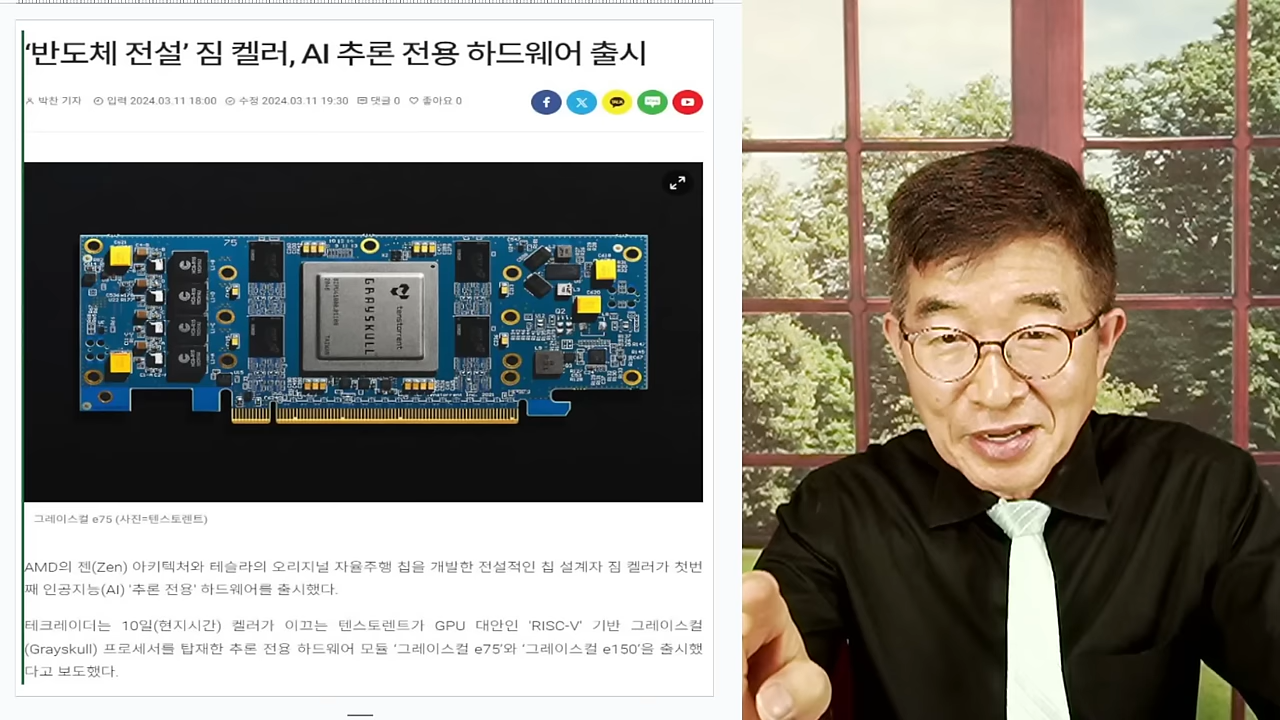 ‘반도체 전설’ 짐 켈러, AI 추론 전용 하드웨어 출시
박찬 기자 입력 2024.03.11 18:00 수정 2024.03.11 19:30 댓글 0 좋아요 0
75
GRAYSKULL
tenstorrent
그레이스컬 e75 (사진=텐스토렌트)
AMD의 젠(Zen) 아키텍처와 테슬라의 오리지널 자율주행 칩을 개발한 전설적인 칩 설계자 짐 켈러가 첫번
째 인공지능(AI) '추론 전용' 하드웨어를 출시했다.
테크레이더는 10일(현지시간) 켈러가 이끄는 텐스토렌트가 GPU 대안인 'RISC-V' 기반 그레이스컬
(Grayskull) 프로세서를 탑재한 추론 전용 하드웨어 모듈 '그레이스컬 e75'와 '그레이스컬 e150'을 출시했
다고 보도했다.